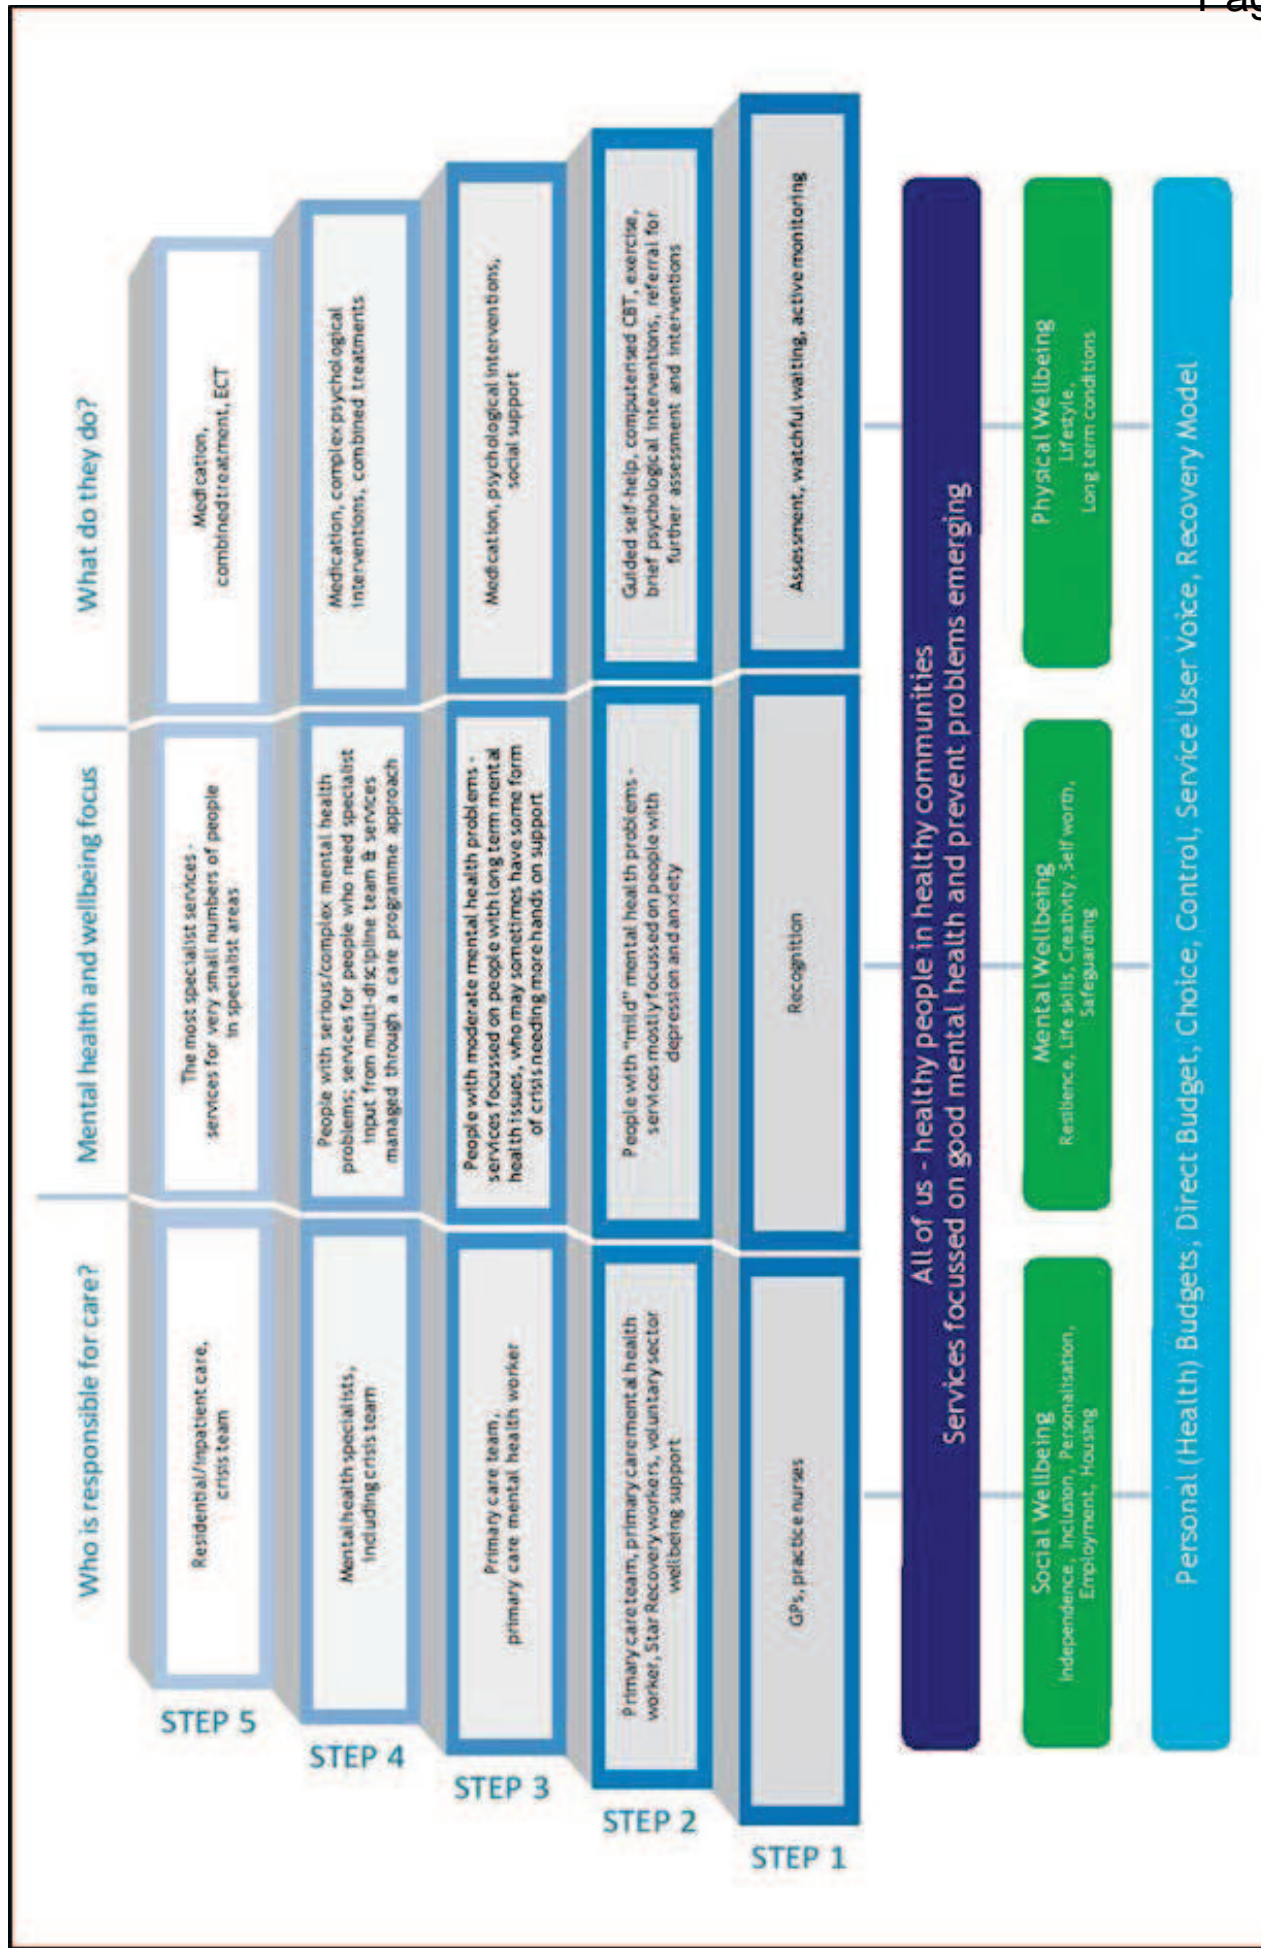 Pag
Who is responsible for care?
Mental health and wellbeing focus
What do they do?
STEP 5
Residential/inpatient care,
crisis team
The most specialist services -
services for very small numbers of people
in specialist areas
Medication,
combined treatment, ECT
STEP 4
Mental health specialists,
including crisis team
People with serious/complex mental health
problems; services for people who need specialist
input from multi-discipline team & services
managed through a care programme approach
Medication, complex psychological
interventions, combined treatments
STEP 3
Primary care team,
primary care mental health worker
People with moderate mental health problems -
services focussed on people with long term mental
health issues, who may sometimes have some form
of crisis needing more hands on support
Medication, psychological interventions,
social support
STEP 2
Primary care team, primary care mental health
worker, Star Recovery workers, voluntary sector
wellbeing support
People with "mild" mental health problems -
services mostly focussed on people with
depression and anxiety
Guided self-help, computerised CBT, exercise,
brief psychological interventions, referral for
further assessment and interventions
STEP 1
GPs, practice nurses
Recognition
Assessment, watchful waiting, active monitoring
All of us - healthy people in healthy communities
Services focussed on good mental health and prevent problems emerging
Social Wellbeing
Independence, Inclusion, Personalisation,
Employment, Housing
Mental Wellbeing
Resilience, Life skills, Creativity, Self worth,
Safeguarding
Physical Wellbeing
Lifestyle,
Long term conditions
Personal (Health) Budgets, Direct Budget, Choice, Control, Service User Voice, Recovery Model